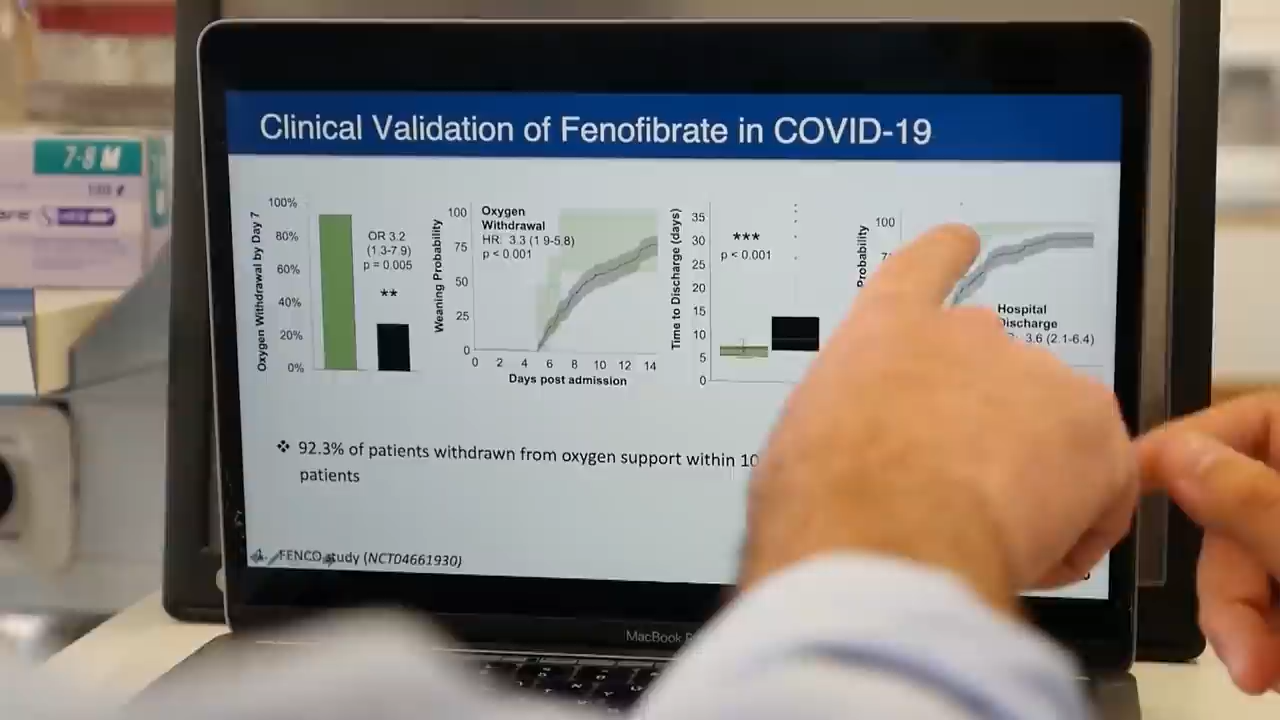 Clinical Validation of Fenofibrate in COVID-19
Oxygen Withdrawal by Day 7
100%
80%
60%
40%
20%
0%
OR 3.2
(1.3-7.9)
p = 0.005
**
Weaning Probability
100
75
50
25
0
Oxygen
Withdrawal
HR: 3.3 (1.9-5.8)
p < 0.001
0 2 4 6 8 10 12 14
Days post admission
Time to Discharge (days)
35
30
25
20
15
10
5
0
***
p < 0.001
Probability
100
Hospital
Discharge
3.6 (2.1-6.4)
❖ 92.3% of patients withdrawn from oxygen support within 10
patients
1. FENCO study (NCT04661930)
MacBook
7-8 M